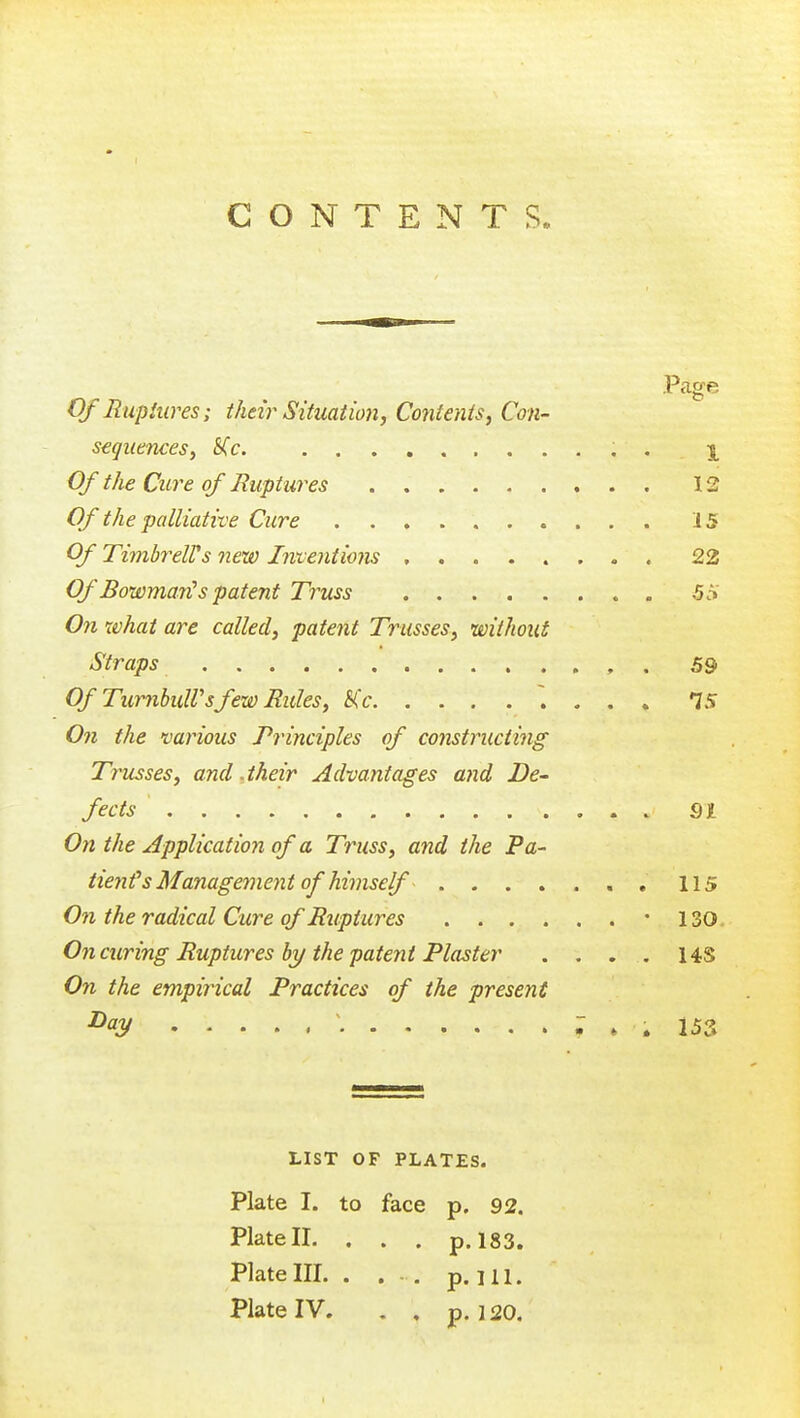 CONTENTS.
Page
Of Ruptures; their Situation, Contents, Con-
sequences, &c. . . . . . . . . . . . . . . 1
Of the Cure of Ruptures . . . . . . . . . . 12
Of the palliative Cure . . . . . . . . . . . 15
Of Timbrell's new Inventions . . . . . . . . . 22
Of Bowman's patent Truss . . . . . . . . . 55
On what are called, patent Trusses, without
Straps . . . . . . . . . . . . . . . . 59
Of Turnbull's few Rules, &c. . . . . . . . . . 75
On the various Principles of constructing
Trusses, and their Advantages and De-
fects . . . . . . . . . . . . . . . . . 91
On the Application of a Truss, and the Pa-
tient's Management of himself . . . . . . . . 115
On the radical Cure of Ruptures . . . . . . . . 130
On curing Ruptures by the patent Plaster . . . . 148
On the empirical Practices of the present
Day . . . . . . . . . . . . . . . . . 153
LIST OF PLATES.
Plate I. to face p. 92.
Plate II. . . . p. 183.
Plate III. . . . p. 111.
Plate IV. . . p. 120.